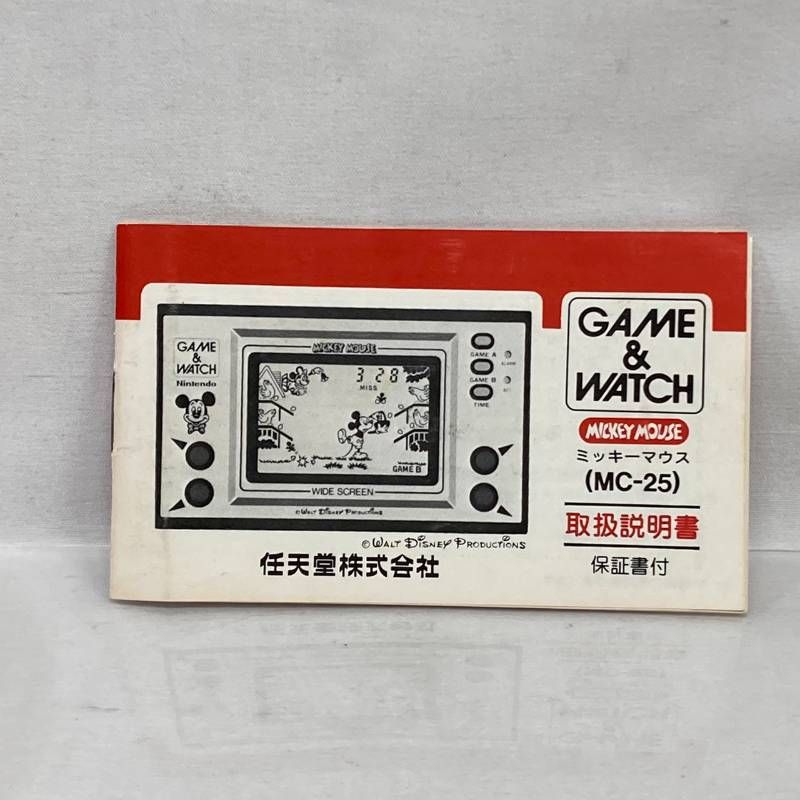 GAME
&
WATCH
Nintendo
MICKEY MOUSE
3 28
MISS
GAME A
GAME B
TIME
GAME B
WIDE SCREEN
© WALT DISNEY PRODUCTIONS
© WALT DISNEY PRODUCTIONS
任天堂株式会社
GAME
&
WATCH
MICKEY MOUSE
ミッキーマウス
(MC-25)
取扱説明書
保証書付